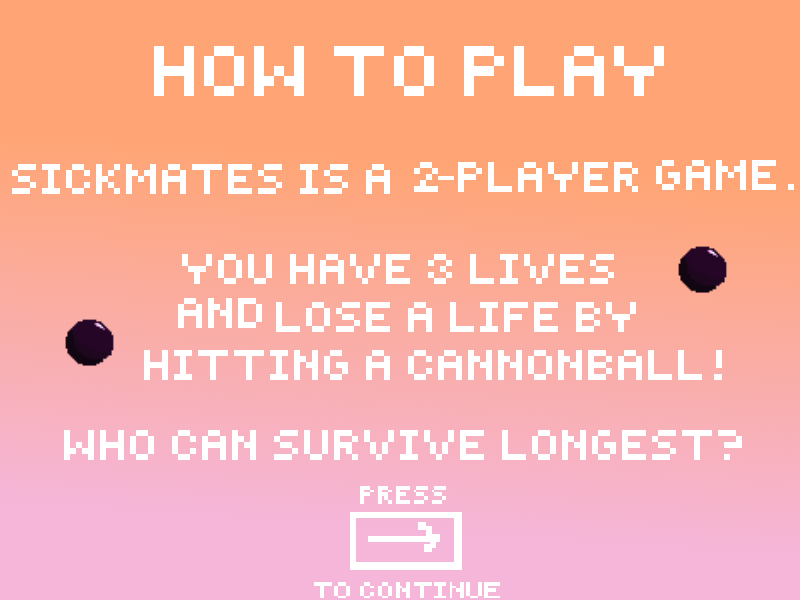 HOW TO PLAY
SICKMATES IS A 2-PLAYER GAME.
YOU HAVE 3 LIVES
AND LOSE A LIFE BY
HITTING A CANNONBALL!
WHO CAN SURVIVE LONGEST?
PRESS
TO CONTINUE